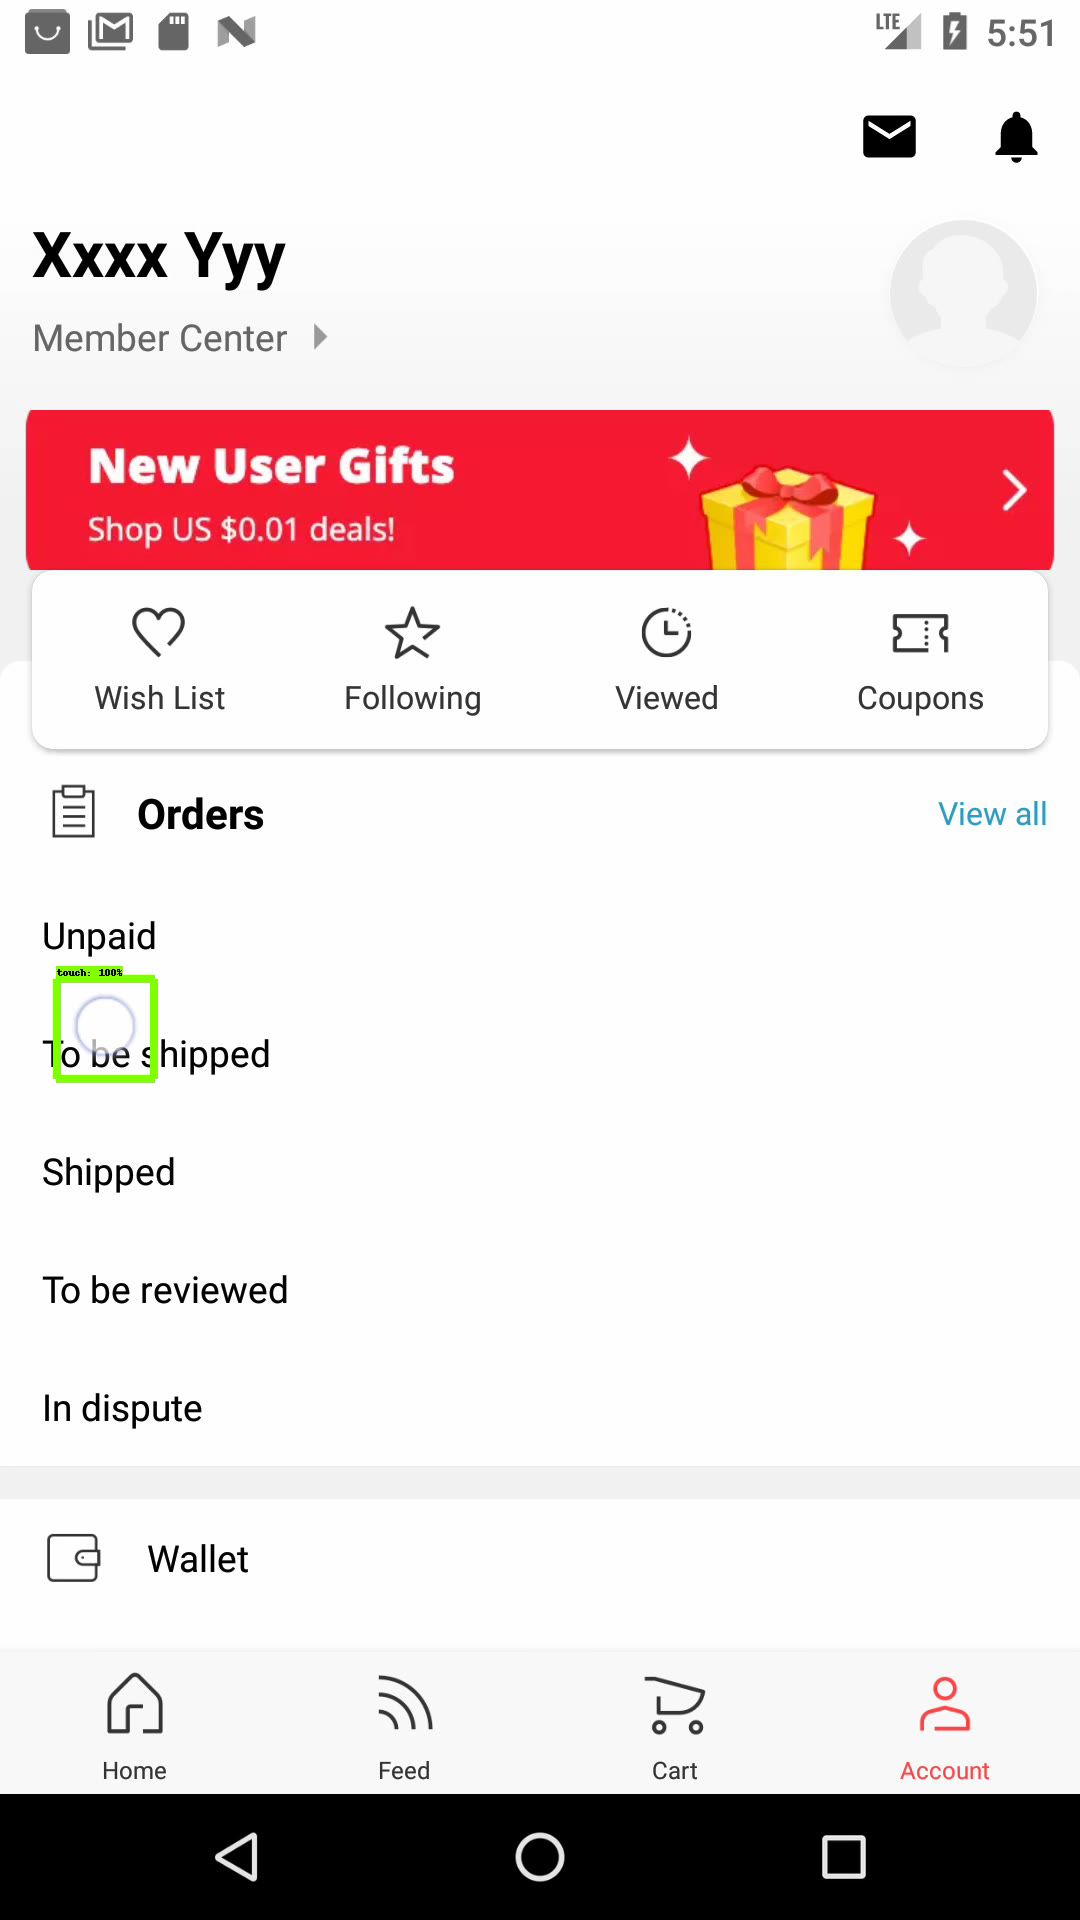 LTE 5:51
Xxxx Yyy
Member Center
New User Gifts
Shop US $0.01 deals!
Wish List Following Viewed Coupons
Orders View all
Unpaid
touch: 100%
To be shipped
Shipped
To be reviewed
In dispute
Wallet
Home Feed Cart Account